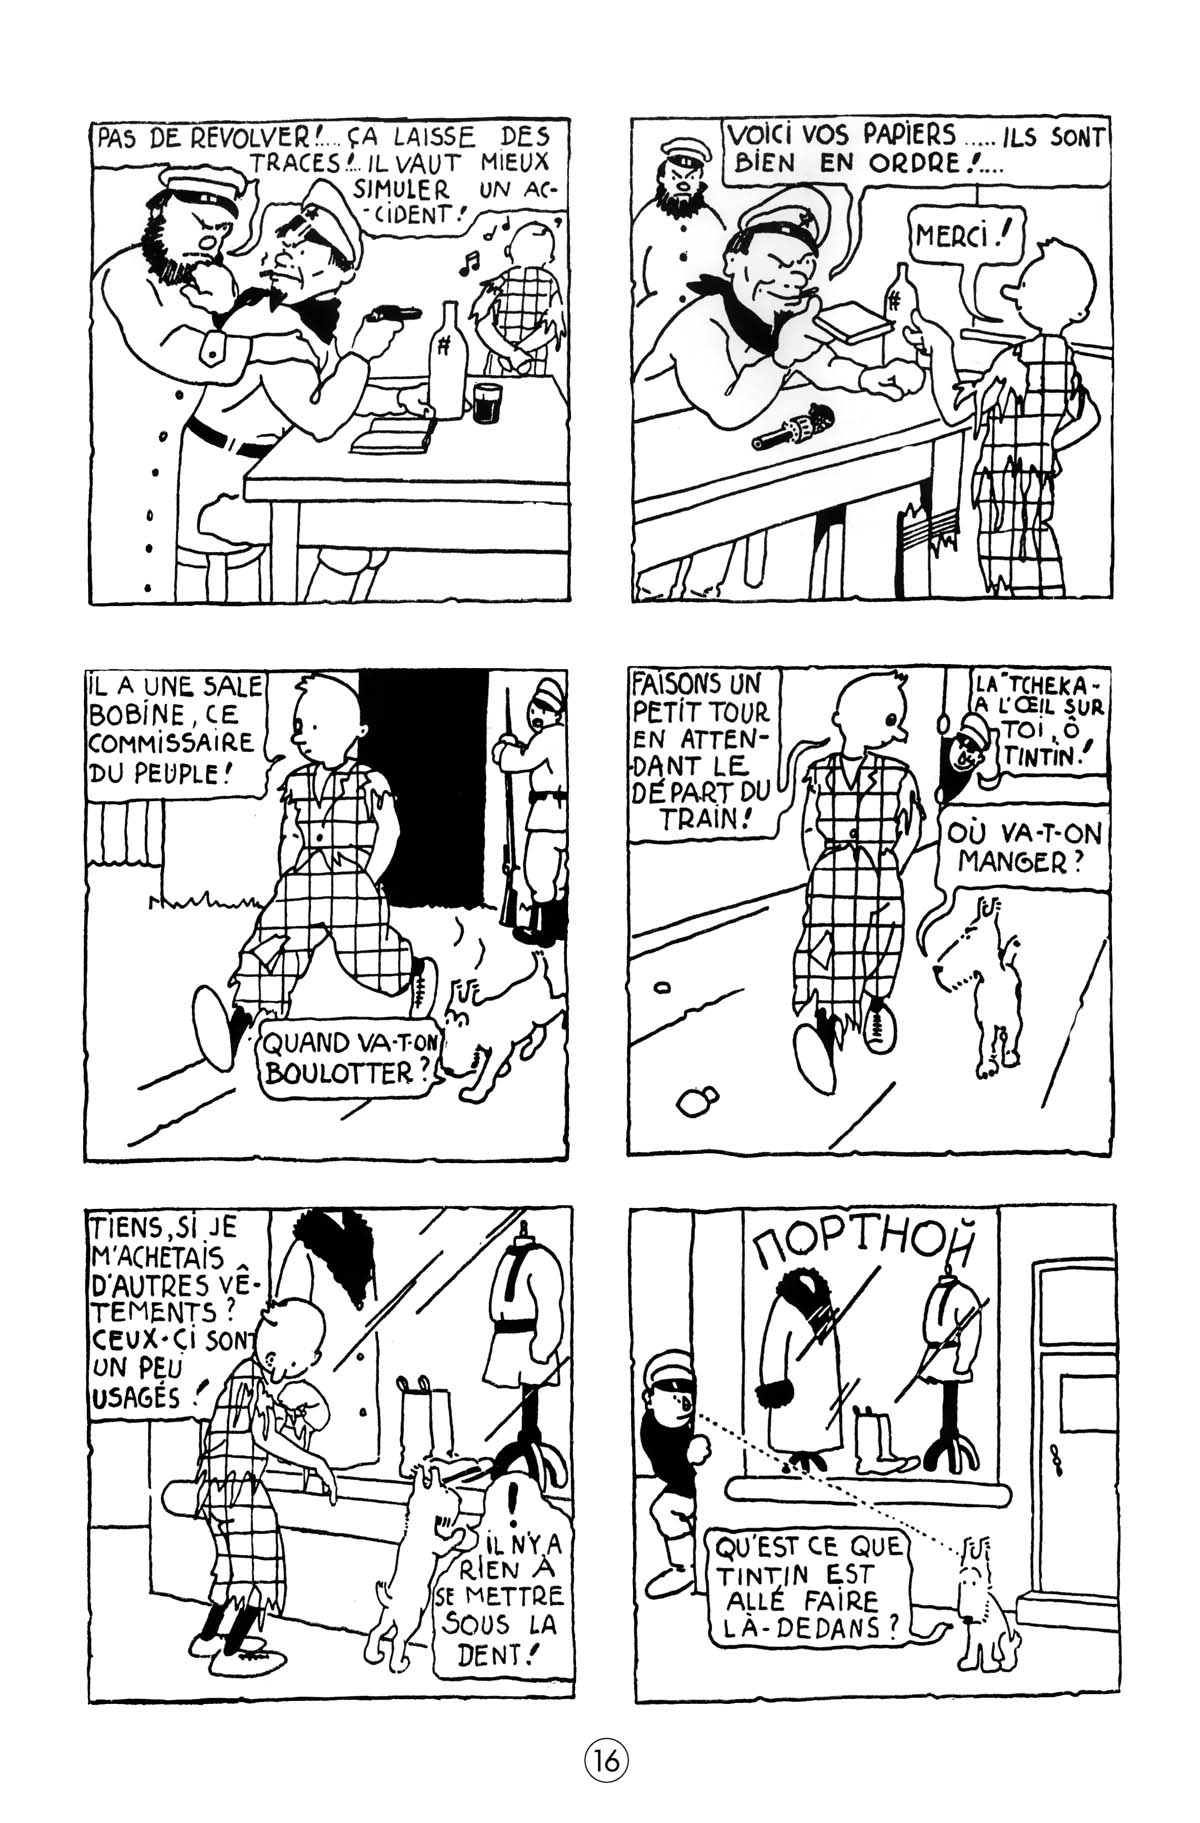 PAS DE REVOLVER!.... ÇA LAISSE DES
TRACES!... IL VAUT MIEUX
SIMULER UN AC-
-CIDENT!
VOICI VOS PAPIERS ..... ILS SONT
BIEN EN ORDRE!....
MERCI!
IL A UNE SALE
BOBINE, CE
COMMISSAIRE
DU PEUPLE!
QUAND VA-T-ON
BOULOTTER?
FAISONS UN
PETIT TOUR
EN ATTEN-
-DANT LE
DÉPART DU
TRAIN!
LA "TCHEKA-
A L'ŒIL SUR
TOI, Ô
TINTIN!
OÙ VA-T-ON
MANGER?
TIENS, SI JE
M'ACHETAIS
D'AUTRES VÊ-
TEMENTS?
CEUX-CI SONT
UN PEU
USAGÉS!
!
IL N'Y A
RIEN À
SE METTRE
SOUS LA
DENT!
ПОРТНОЙ
QU'EST CE QUE
TINTIN EST
ALLÉ FAIRE
LÀ-DEDANS?
16